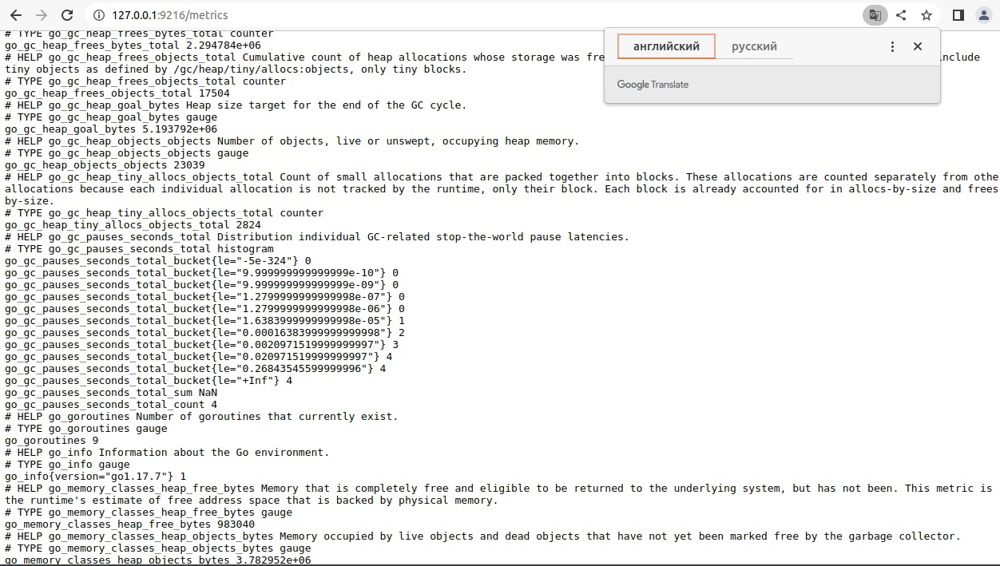 127.0.0.1:9216/metrics
английский русский
Google Translate
# TYPE go_gc_heap_frees_bytes_total counter
go_gc_heap_frees_bytes_total 2.294784e+06
# HELP go_gc_heap_frees_objects_total Cumulative count of heap allocations whose storage was fre nclude
tiny objects as defined by /gc/heap/tiny/allocs:objects, only tiny blocks.
# TYPE go_gc_heap_frees_objects_total counter
go_gc_heap_frees_objects_total 17504
# HELP go_gc_heap_goal_bytes Heap size target for the end of the GC cycle.
# TYPE go_gc_heap_goal_bytes gauge
go_gc_heap_goal_bytes 5.193792e+06
# HELP go_gc_heap_objects_objects Number of objects, live or unswept, occupying heap memory.
# TYPE go_gc_heap_objects_objects gauge
go_gc_heap_objects_objects 23039
# HELP go_gc_heap_tiny_allocs_objects_total Count of small allocations that are packed together into blocks. These allocations are counted separately from othe
allocations because each individual allocation is not tracked by the runtime, only their block. Each block is already accounted for in allocs-by-size and frees
by-size.
# TYPE go_gc_heap_tiny_allocs_objects_total counter
go_gc_heap_tiny_allocs_objects_total 2824
# HELP go_gc_pauses_seconds_total Distribution individual GC-related stop-the-world pause latencies.
# TYPE go_gc_pauses_seconds_total histogram
go_gc_pauses_seconds_total_bucket{le="-5e-324"} 0
go_gc_pauses_seconds_total_bucket{le="9.999999999999999e-10"} 0
go_gc_pauses_seconds_total_bucket{le="9.999999999999999e-09"} 0
go_gc_pauses_seconds_total_bucket{le="1.2799999999999998e-07"} 0
go_gc_pauses_seconds_total_bucket{le="1.2799999999999998e-06"} 0
go_gc_pauses_seconds_total_bucket{le="1.6383999999999998e-05"} 1
go_gc_pauses_seconds_total_bucket{le="0.00016383999999999998"} 2
go_gc_pauses_seconds_total_bucket{le="0.0020971519999999997"} 3
go_gc_pauses_seconds_total_bucket{le="0.020971519999999997"} 4
go_gc_pauses_seconds_total_bucket{le="0.26843545599999996"} 4
go_gc_pauses_seconds_total_bucket{le="+Inf"} 4
go_gc_pauses_seconds_total_sum NaN
go_gc_pauses_seconds_total_count 4
# HELP go_goroutines Number of goroutines that currently exist.
# TYPE go_goroutines gauge
go_goroutines 9
# HELP go_info Information about the Go environment.
# TYPE go_info gauge
go_info{version="go1.17.7"} 1
# HELP go_memory_classes_heap_free_bytes Memory that is completely free and eligible to be returned to the underlying system, but has not been. This metric is
the runtime's estimate of free address space that is backed by physical memory.
# TYPE go_memory_classes_heap_free_bytes gauge
go_memory_classes_heap_free_bytes 983040
# HELP go_memory_classes_heap_objects_bytes Memory occupied by live objects and dead objects that have not yet been marked free by the garbage collector.
# TYPE go_memory_classes_heap_objects_bytes gauge
go_memory_classes_heap_objects_bytes 3.782952e+06